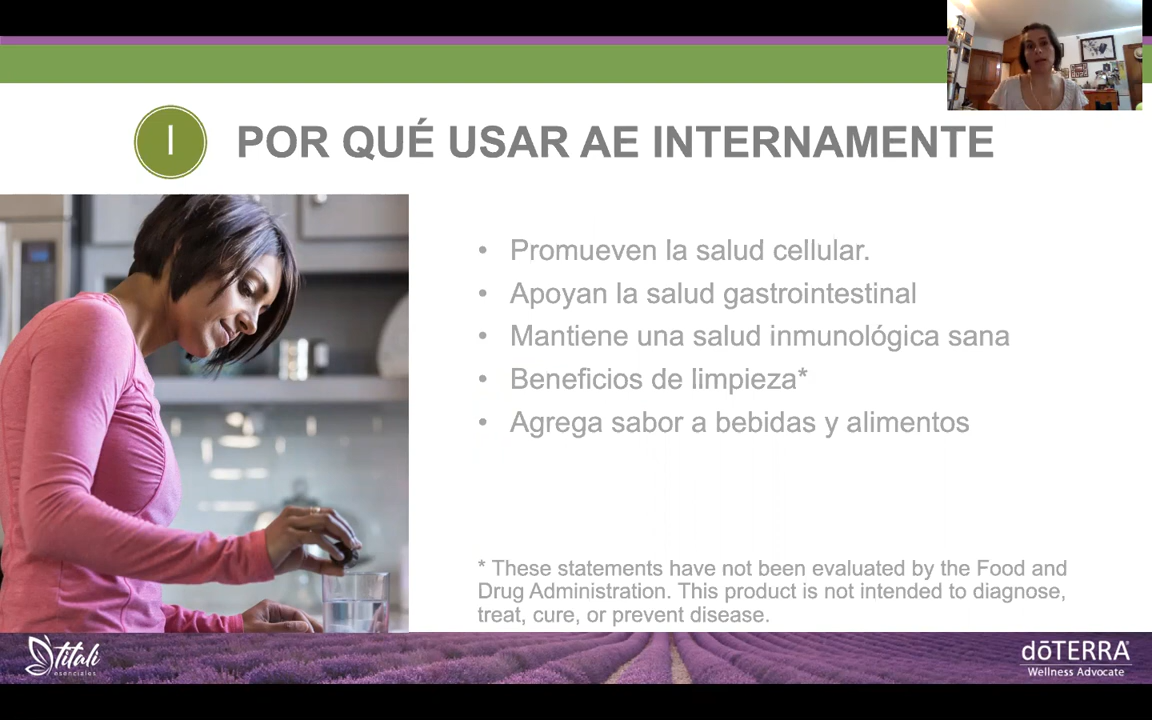 I
POR QUÉ USAR AE INTERNAMENTE
• Promueven la salud cellular.
• Apoyan la salud gastrointestinal
• Mantiene una salud inmunológica sana
• Beneficios de limpieza*
• Agrega sabor a bebidas y alimentos
* These statements have not been evaluated by the Food and
Drug Administration. This product is not intended to diagnose,
treat, cure, or prevent disease.
titali
esenciales
dōTERRA
Wellness Advocate